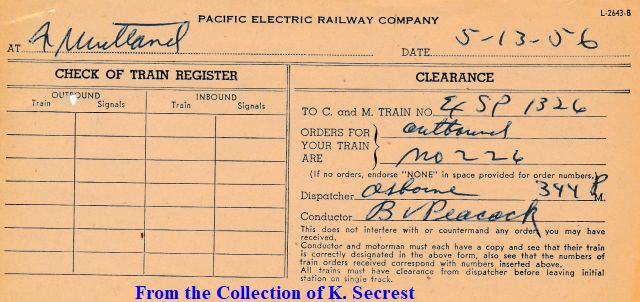 PACIFIC ELECTRIC RAILWAY COMPANY
L-2643-B
AT
DATE 5-13-56
CHECK OF TRAIN REGISTER
OUTBOUND INBOUND
Train Signals Train Signals
CLEARANCE
TO C. and M. TRAIN NO. Ex SP 1326
ORDERS FOR outbound
YOUR TRAIN
ARE No 226
(If no orders, endorse "NONE" in space provided for order numbers.)
Dispatcher Osborne 344 P. M.
Conductor B V Peacock
This does not interfere with or countermand any orders you may have
received.
Conductor and motorman must each have a copy and see that their train
is correctly designated in the above form, also see that the numbers of
train orders received correspond with numbers inserted above.
All trains must have clearance from dispatcher before leaving initial
station on single track.
From the Collection of K. Secrest